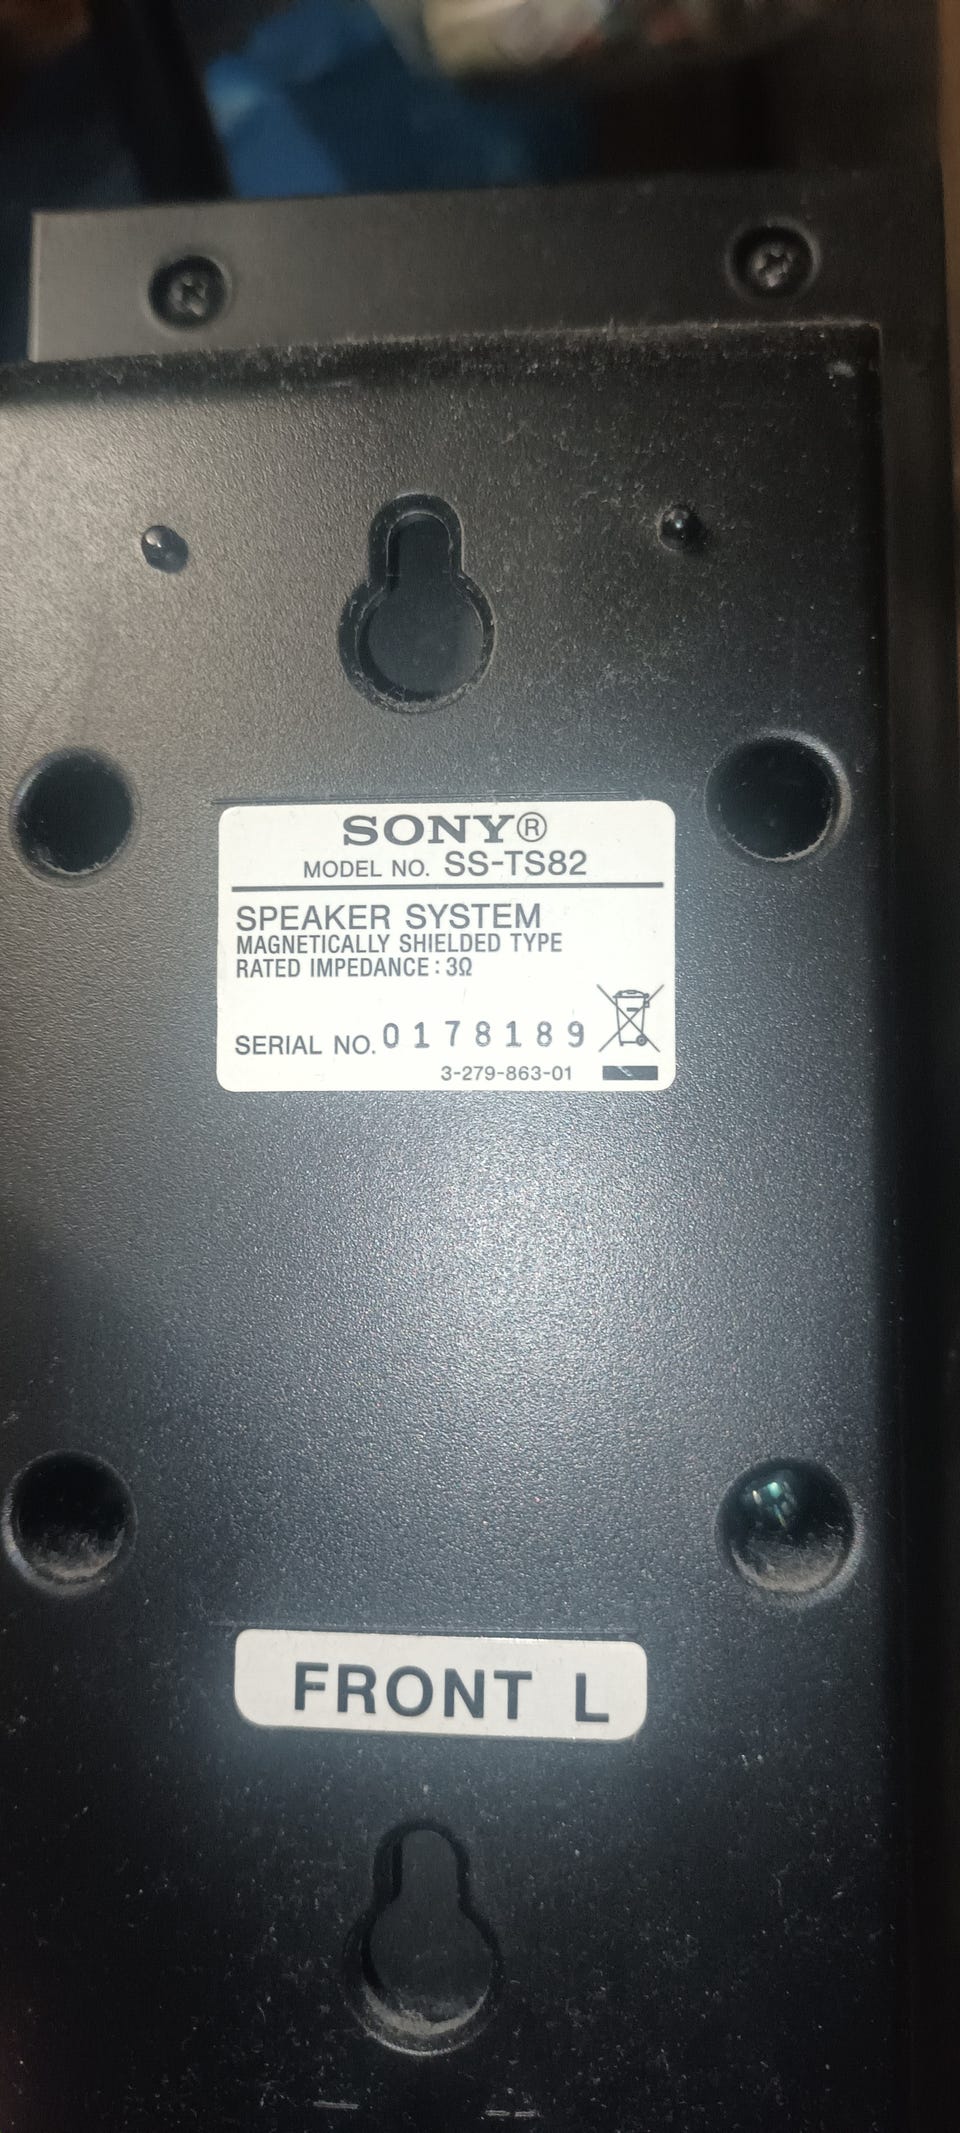 SONY®
MODEL NO. SS-TS82
SPEAKER SYSTEM
MAGNETICALLY SHIELDED TYPE
RATED IMPEDANCE : 3Ω
SERIAL NO. 0178189
3-279-863-01
FRONT L